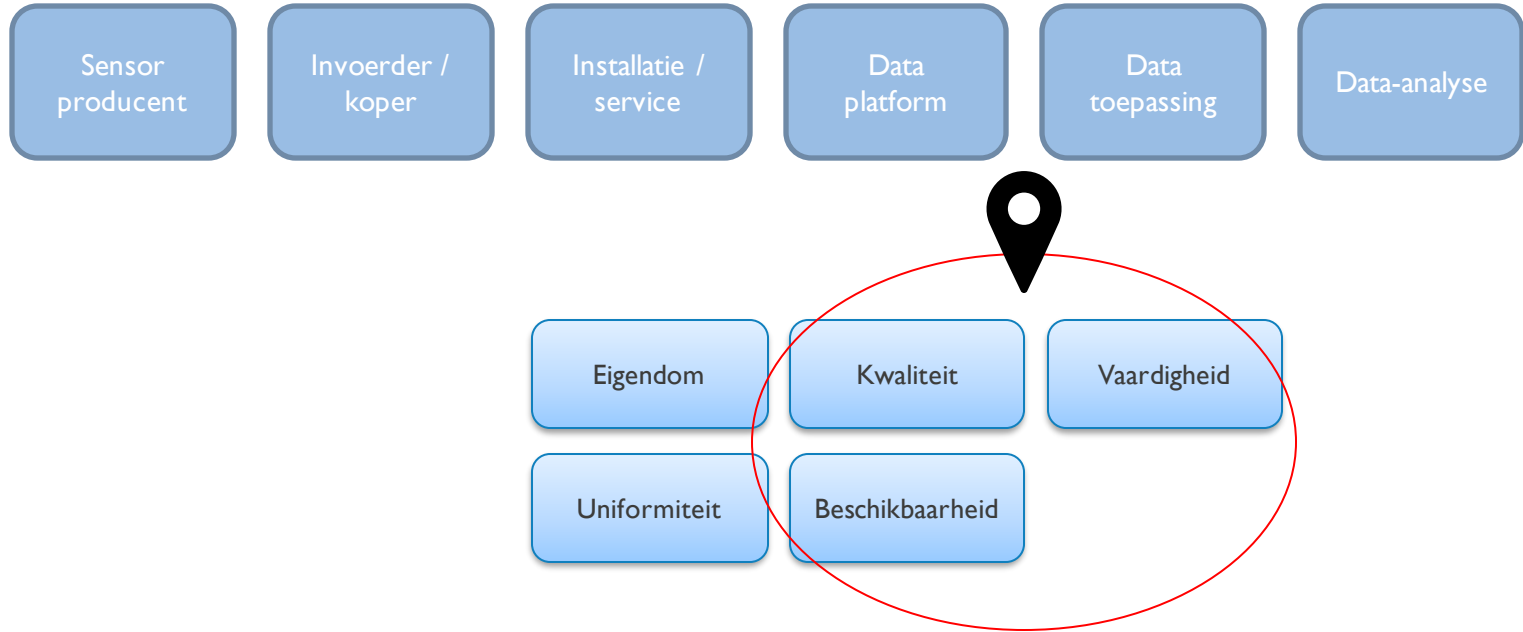 Sensor
producent
Invoerder /
koper
Installatie /
service
Data
platform
Data
toepassing
Data-analyse
Eigendom
Kwaliteit
Vaardigheid
Uniformiteit
Beschikbaarheid